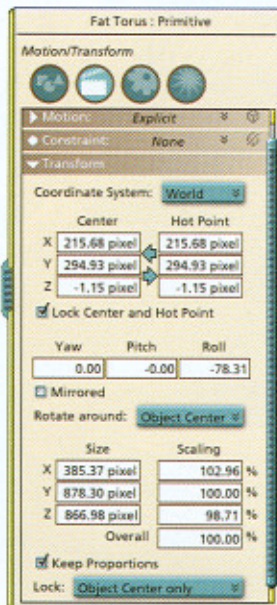 Fat Torus : Primitive
Motion/Transform
Motion: Explicit
Constraint: None
Transform
Coordinate System: World
Center Hot Point
X 215.68 pixel 215.68 pixel
Y 294.93 pixel 294.93 pixel
Z -1.15 pixel -1.15 pixel
Lock Center and Hot Point
Yaw Pitch Roll
0.00 -0.00 -78.31
Mirrored
Rotate around: Object Center
Size Scaling
X 385.37 pixel 102.96 %
Y 878.30 pixel 100.00 %
Z 866.98 pixel 98.71 %
Overall 100.00 %
Keep Proportions
Lock: Object Center only